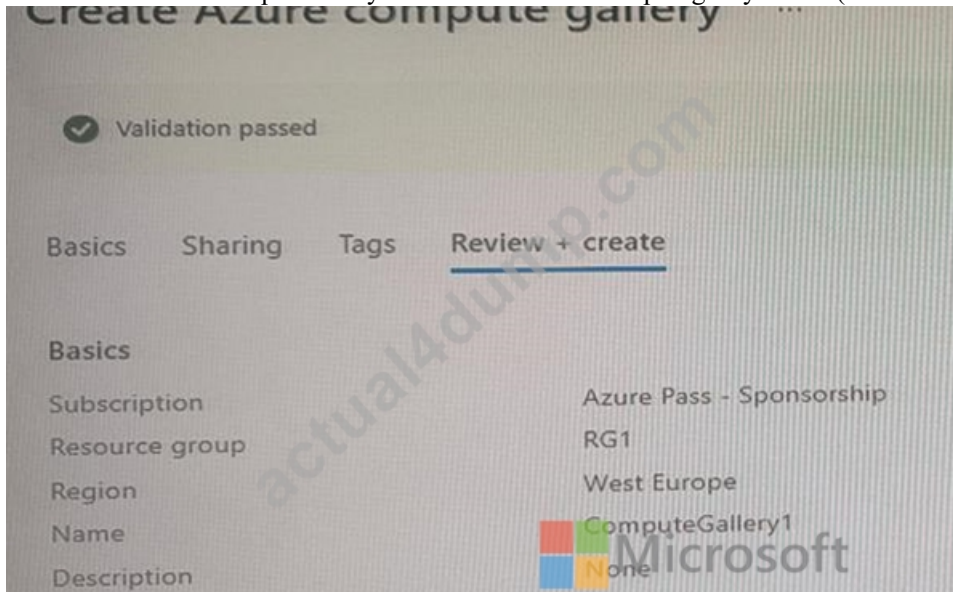 Create Azure compute gallery ...
Validation passed
Basics Sharing Tags Review + create
Basics
Subscription Azure Pass - Sponsorship
Resource group RG1
Region West Europe
Name ComputeGallery1
Description None
Microsoft
actual4dump.com